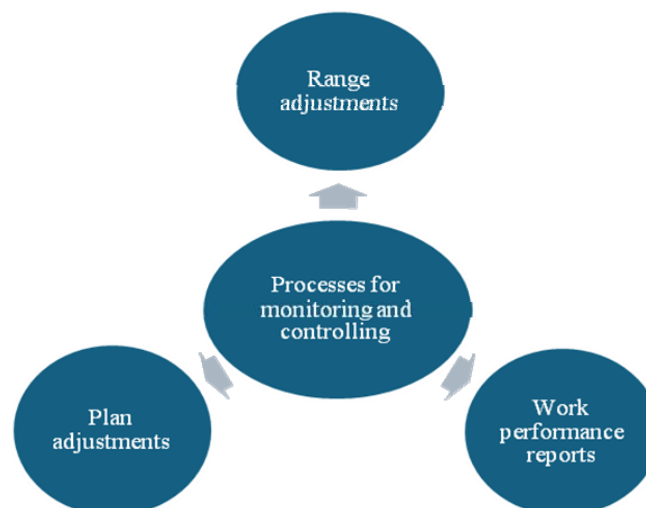 Range
adjustments
Processes for
monitoring and
controlling
Plan
adjustments
Work
performance
reports